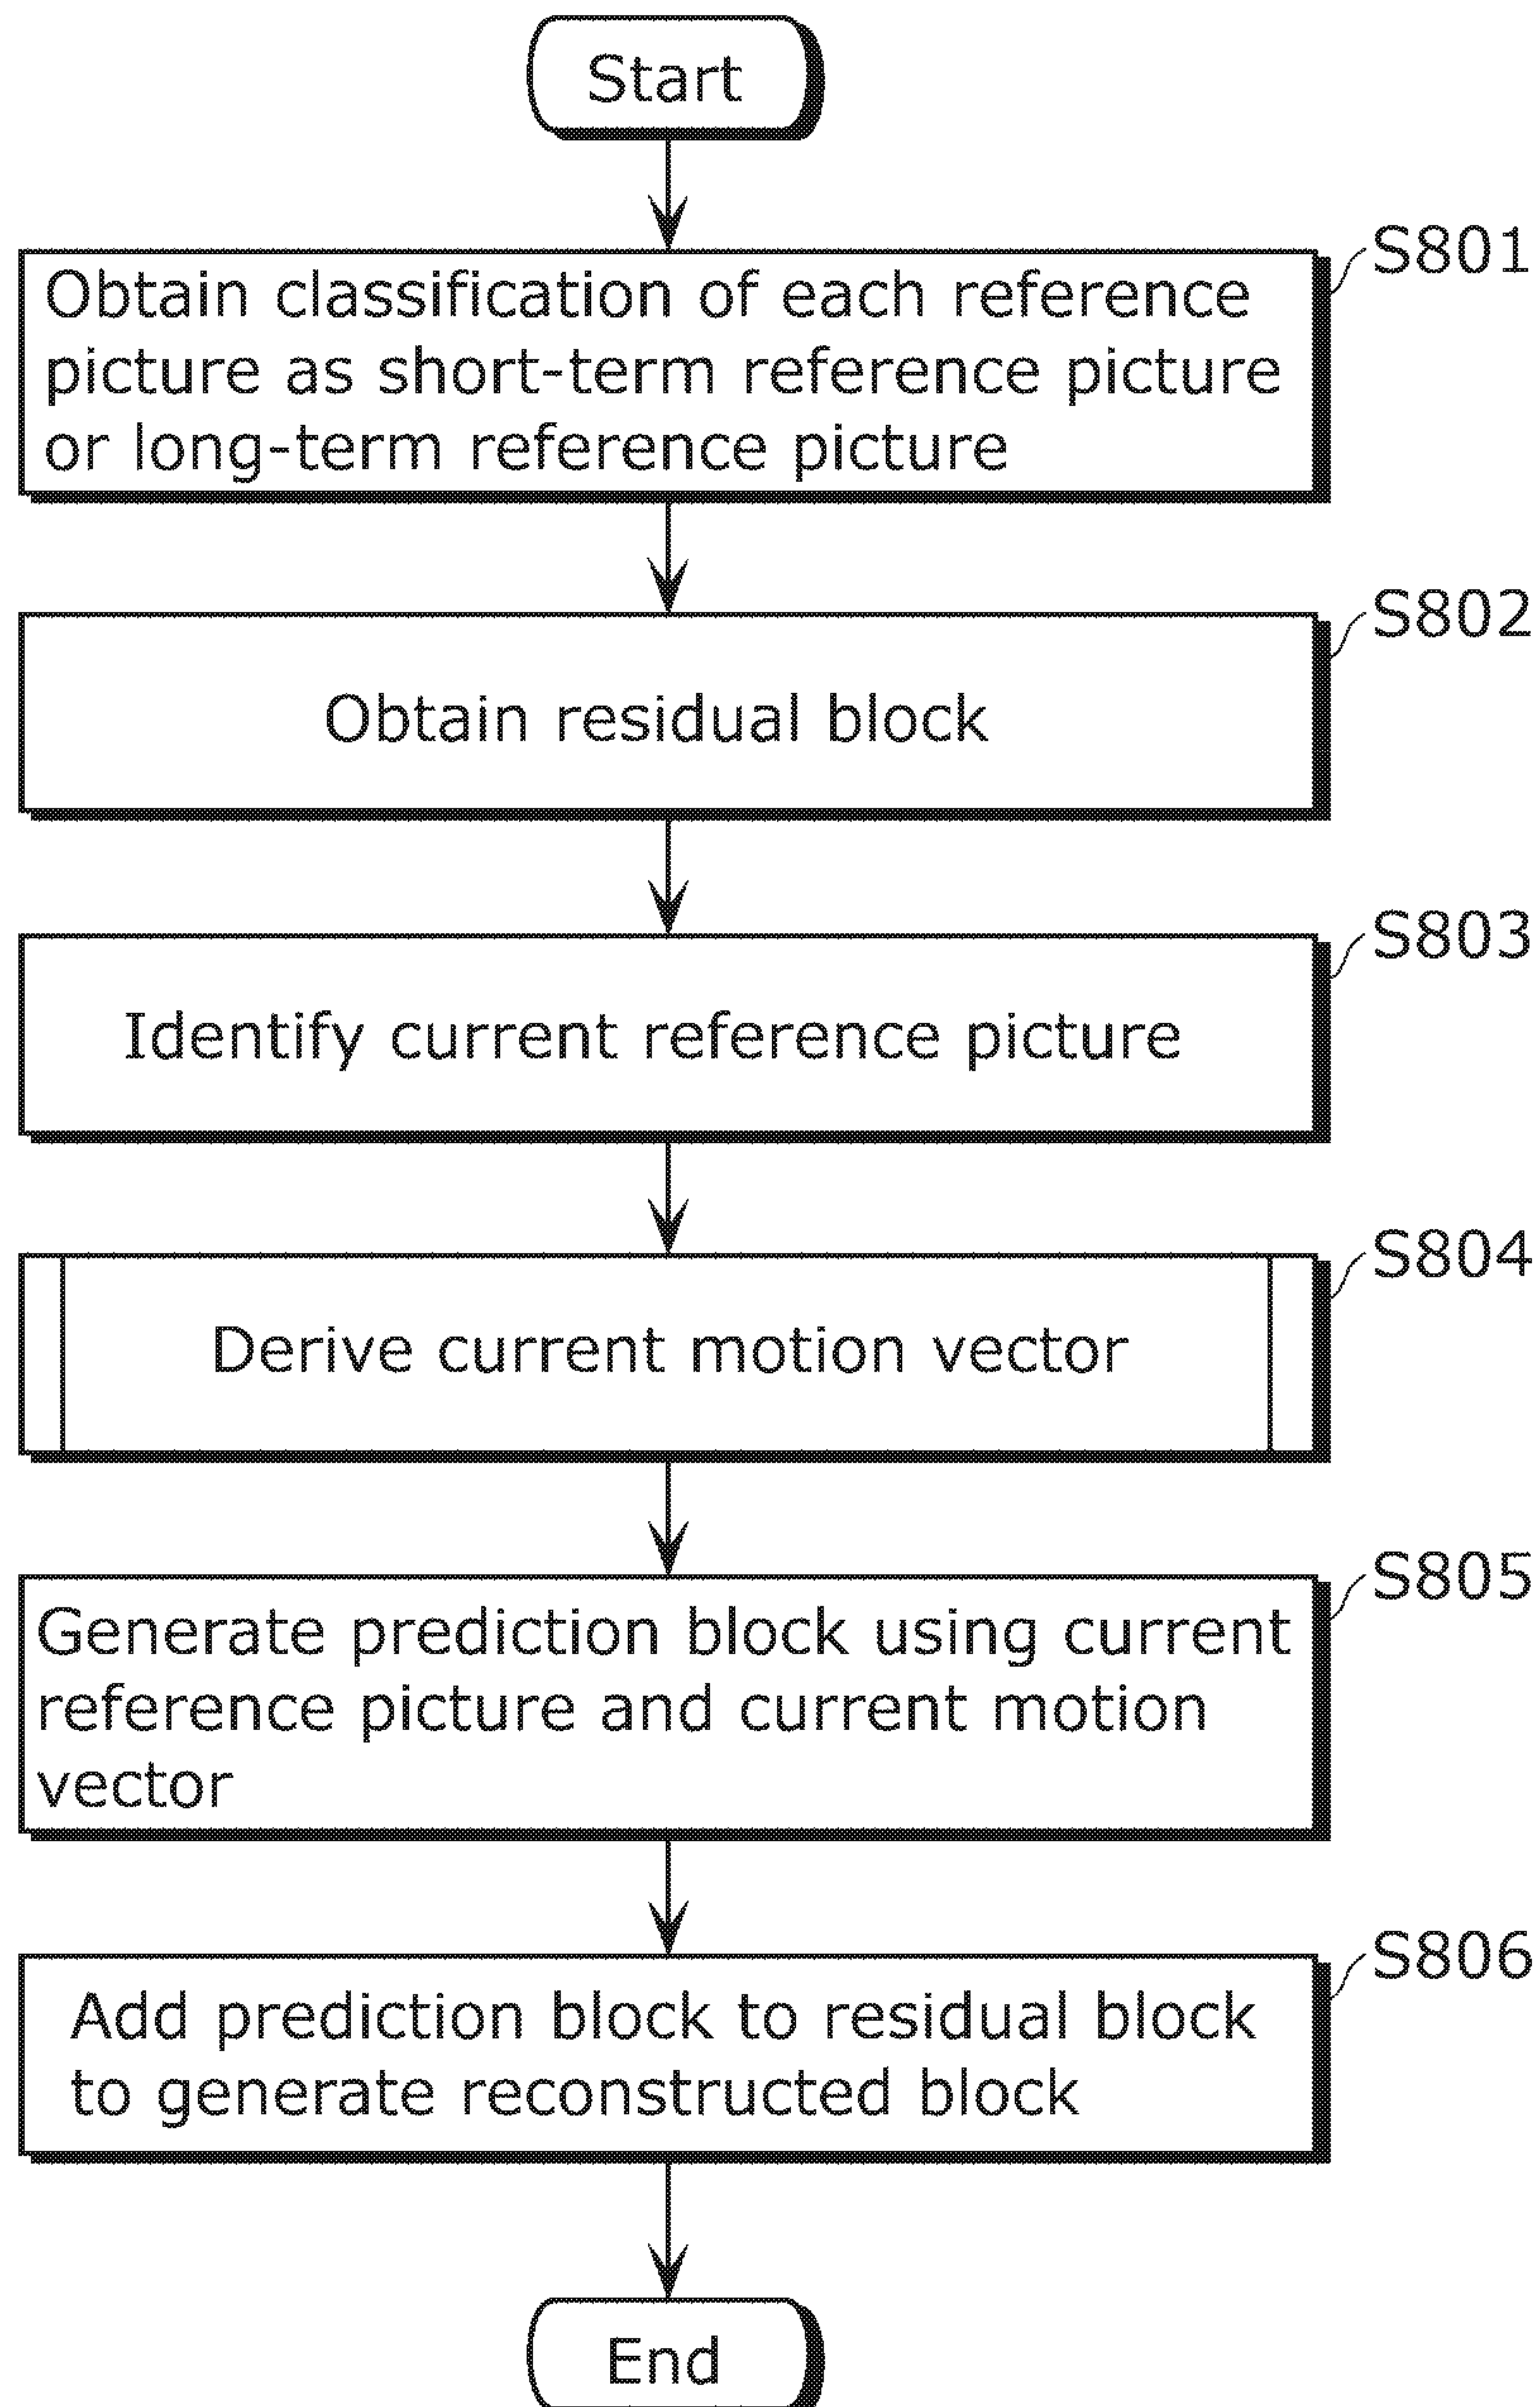 Start
S801
Obtain classification of each reference
picture as short-term reference picture
or long-term reference picture
S802
Obtain residual block
S803
Identify current reference picture
S804
Derive current motion vector
S805
Generate prediction block using current
reference picture and current motion
vector
S806
Add prediction block to residual block
to generate reconstructed block
End